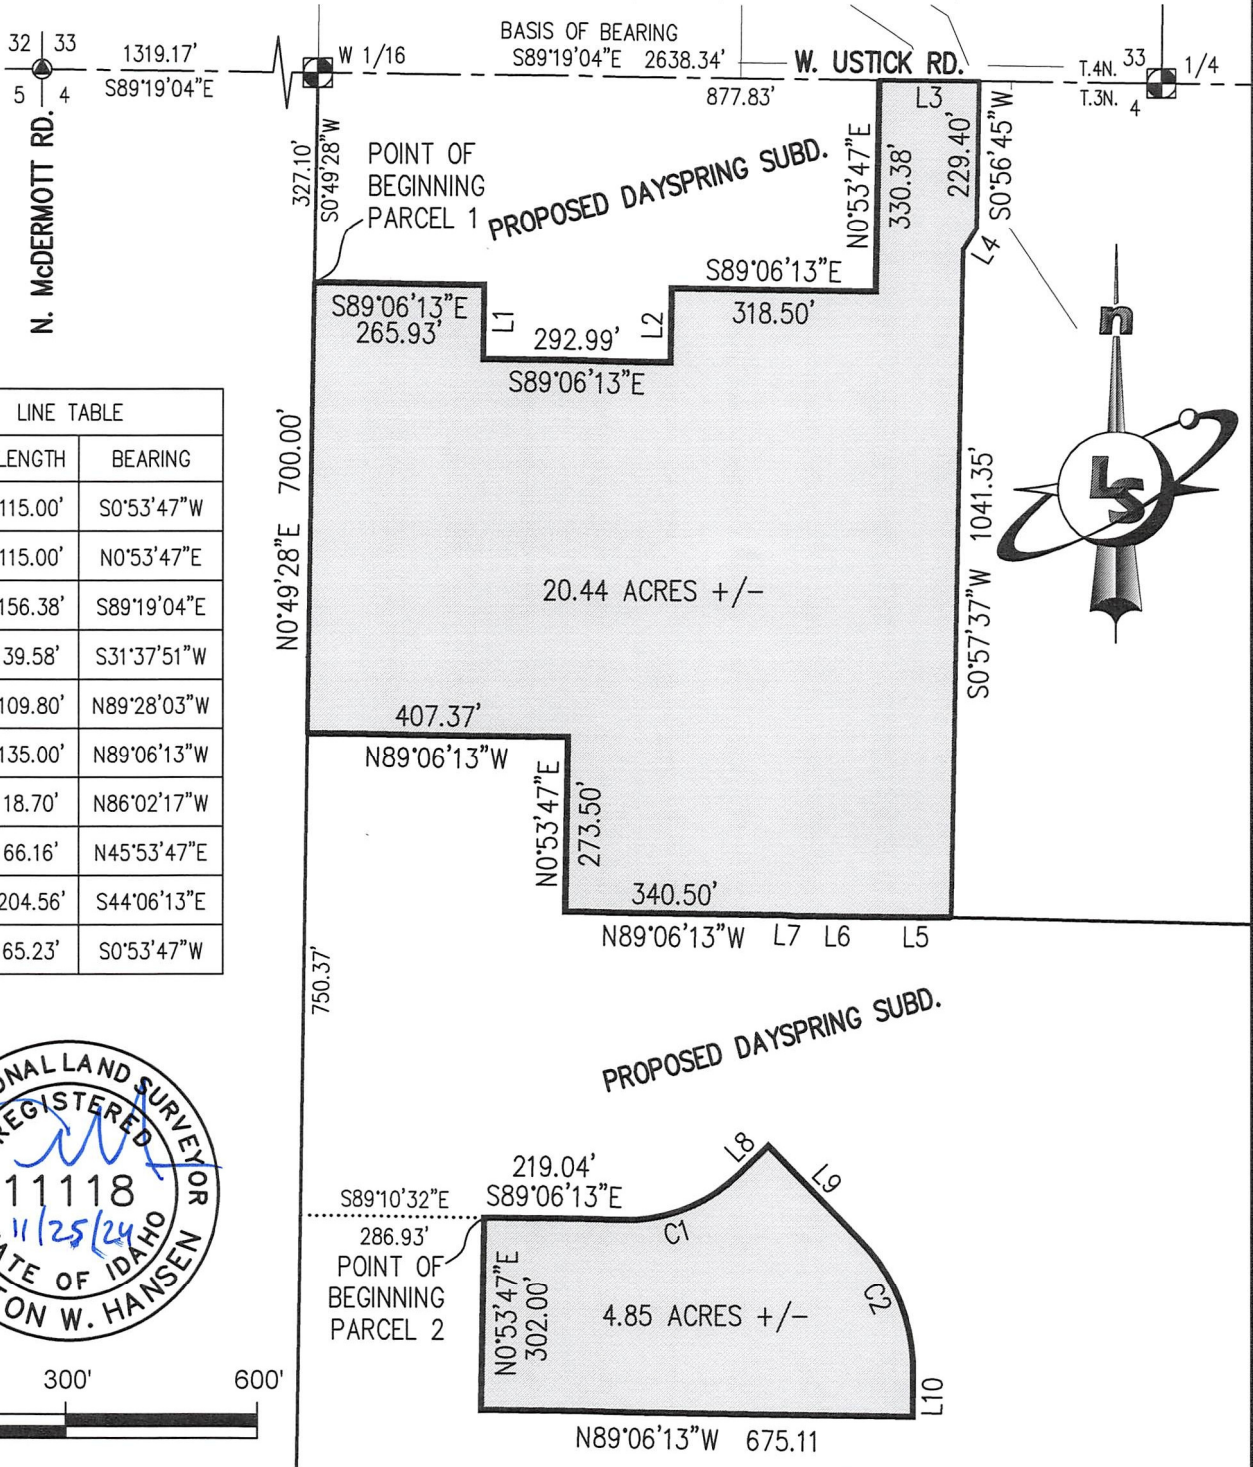 32 33
5 4
1319.17'
S89°19'04"E
W 1/16
BASIS OF BEARING
S89°19'04"E 2638.34'
W. USTICK RD.
877.83'
T.4N. 33
T.3N. 4
1/4
N. McDERMOTT RD.
327.10'
S0°49'28"W
POINT OF
BEGINNING
PARCEL 1
PROPOSED DAYSPRING SUBD.
N0°53'47"E
330.38'
L3
229.40'
S0°56'45"W
L4
S89°06'13"E
265.93'
L1
292.99'
S89°06'13"E
L2
S89°06'13"E
318.50'
n
LS
LINE TABLE
LENGTH BEARING
115.00' S0°53'47"W
115.00' N0°53'47"E
156.38' S89°19'04"E
39.58' S31°37'51"W
109.80' N89°28'03"W
135.00' N89°06'13"W
18.70' N86°02'17"W
66.16' N45°53'47"E
204.56' S44°06'13"E
65.23' S0°53'47"W
N0°49'28"E 700.00'
20.44 ACRES +/-
S0°57'37"W 1041.35'
407.37'
N89°06'13"W
N0°53'47"E
273.50'
340.50'
N89°06'13"W L7 L6 L5
750.37'
PROPOSED DAYSPRING SUBD.
ONAL LAND SURVEYOR
REGISTERED
11118
11/25/24
ATE OF IDAHO
ON W. HANSEN
219.04'
S89°06'13"E
S89°10'32"E
286.93'
POINT OF
BEGINNING
PARCEL 2
L8
L9
C1
C2
N0°53'47"E
302.00'
4.85 ACRES +/-
L10
N89°06'13"W 675.11
300' 600'